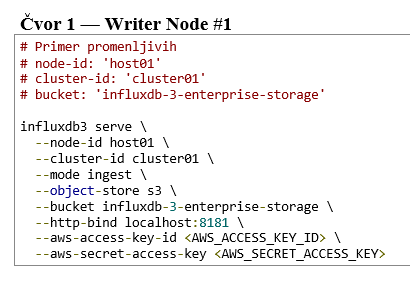 Čvor 1 — Writer Node #1
# Primer promenljivih
# node-id: 'host01'
# cluster-id: 'cluster01'
# bucket: 'influxdb-3-enterprise-storage'
influxdb3 serve \
--node-id host01 \
--cluster-id cluster01 \
--mode ingest \
--object-store s3 \
--bucket influxdb-3-enterprise-storage \
--http-bind localhost:8181 \
--aws-access-key-id <AWS_ACCESS_KEY_ID> \
--aws-secret-access-key <AWS_SECRET_ACCESS_KEY>